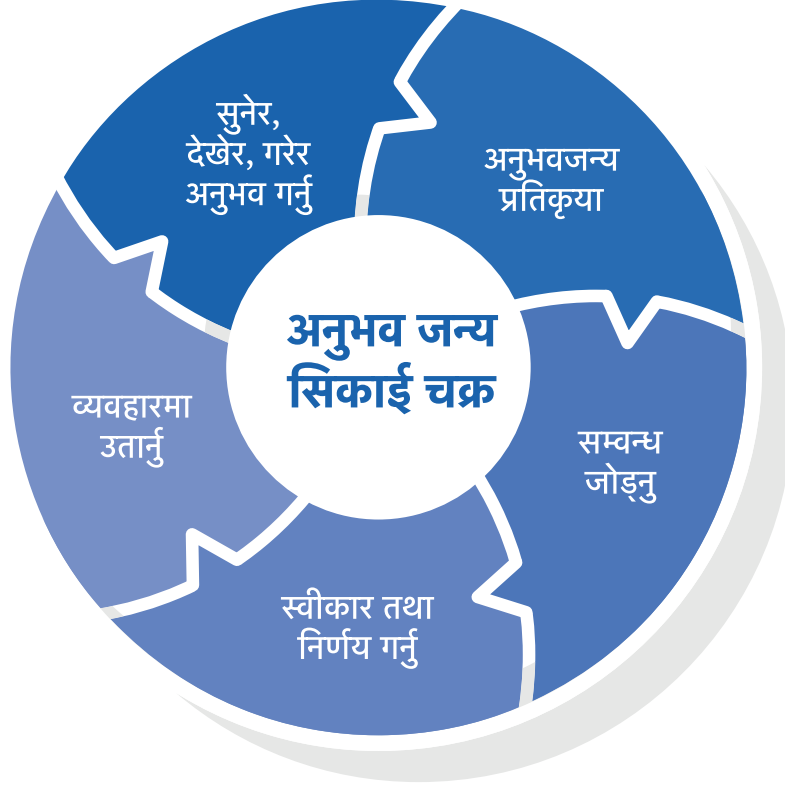 अनुभव जन्य
सिकाई चक्र
सुनेर,
देखेर, गरेर
अनुभव गर्नु
अनुभवजन्य
प्रतिकृया
सम्वन्ध
जोड्नु
स्वीकार तथा
निर्णय गर्नु
व्यवहारमा
उतार्नु